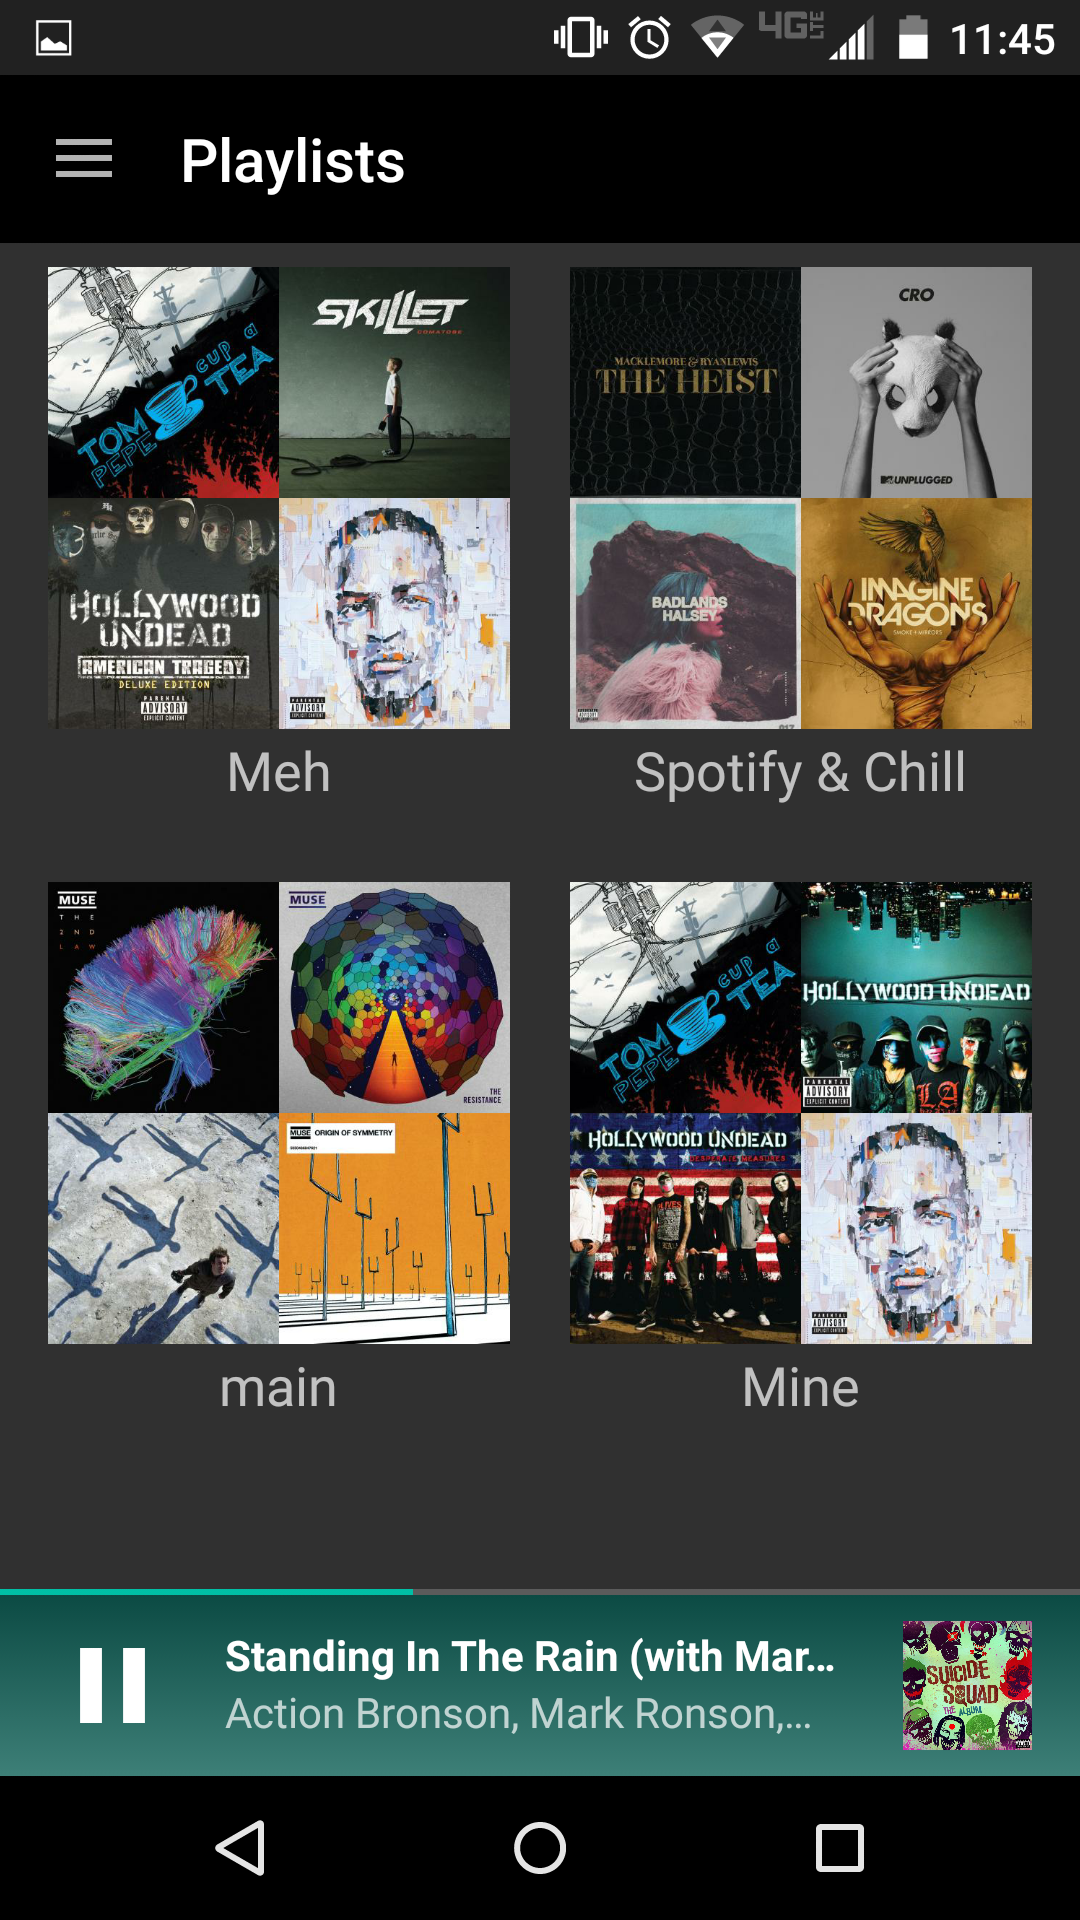 4G LTE 11:45
Playlists
TOM PEPE CUP a TEA
SKILLET
COMATOSE
HOLLYWOOD
UNDEAD
AMERICAN TRAGEDY
DELUXE EDITION
PARENTAL
ADVISORY
EXPLICIT CONTENT
PARENTAL
ADVISORY
EXPLICIT CONTENT
Meh
MACKLEMORE & RYAN LEWIS
THE HEIST
CRO
MTV UNPLUGGED
BADLANDS
HALSEY
IMAGINE
DRAGONS
SMOKE + MIRRORS
Spotify & Chill
MUSE
THE
2ND
LAW
MUSE
THE
RESISTANCE
MUSE ORIGIN OF SYMMETRY
main
TOM PEPE CUP a TEA
HOLLYWOOD UNDEAD
PARENTAL
ADVISORY
EXPLICIT CONTENT
HOLLYWOOD UNDEAD
DESPERATE MEASURES
PARENTAL
ADVISORY
EXPLICIT CONTENT
Mine
Standing In The Rain (with Mar...
Action Bronson, Mark Ronson,...
SUICIDE
SQUAD
THE ALBUM